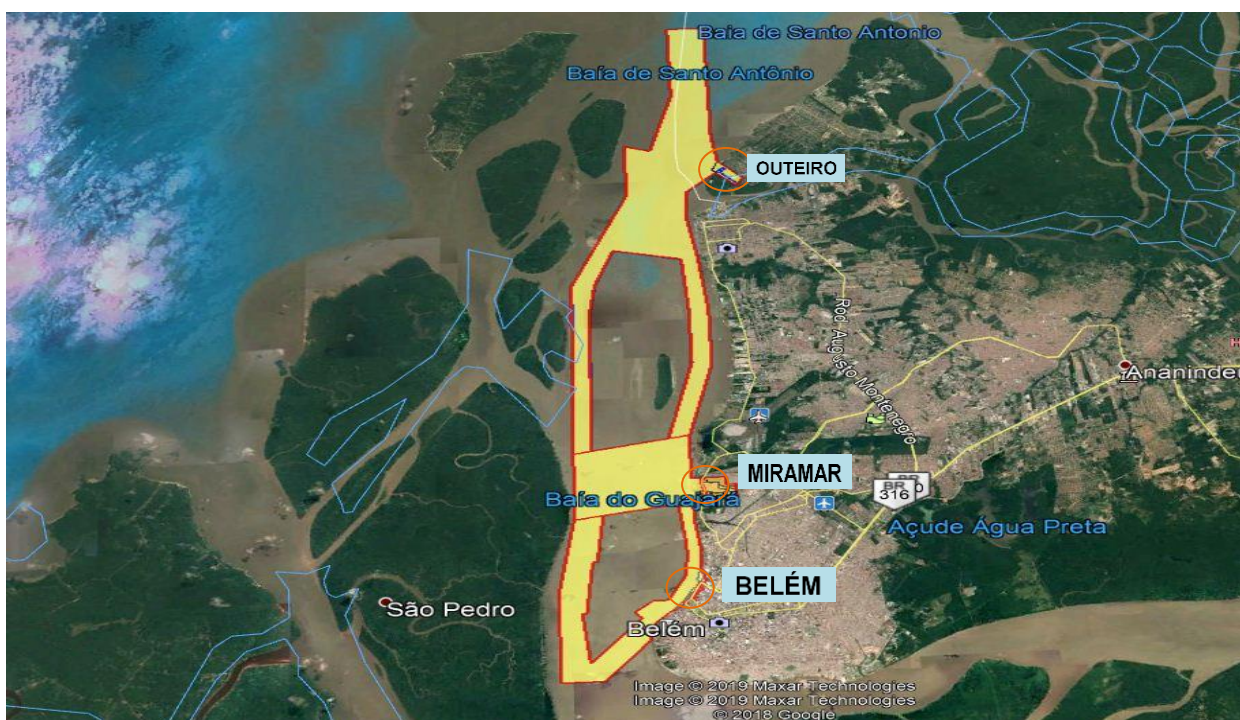 Baia de Santo Antonio
Baía de Santo Antônio
OUTEIRO
Rod. Augusto Montenegro
Ananindeu
H
MIRAMAR
BR
316
0
Baía do Guajará
Açude Água Preta
BELÉM
São Pedro
Belém
Image © 2019 Maxar Technologies
Image © 2019 Maxar Technologies
© 2018 Google